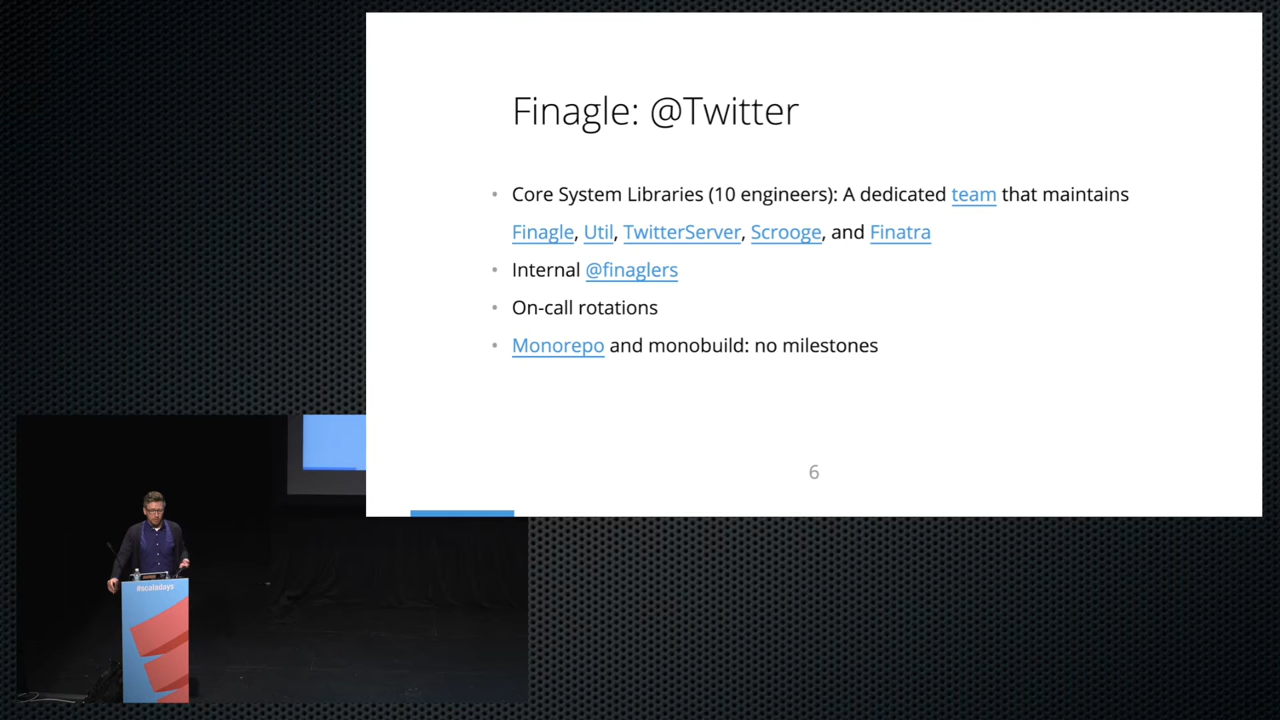 Finagle: @Twitter
• Core System Libraries (10 engineers): A dedicated team that maintains
Finagle, Util, TwitterServer, Scrooge, and Finatra
• Internal @finaglers
• On-call rotations
• Monorepo and monobuild: no milestones
6
#scaladays